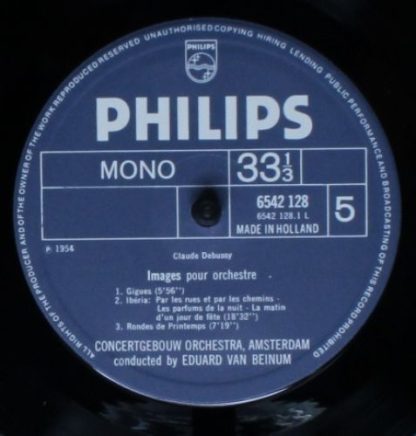 UNAUTHORISED COPYING HIRING LENDING PUBLIC PERFORMANCE AND BROADCASTING OF THIS RECORD PROHIBITED
ALL RIGHTS OF THE PRODUCER AND OF THE OWNER OF THE WORK REPRODUCED RESERVED
PHILIPS
PHILIPS
MONO
33⅓
6542 128
6542 128.1 L
MADE IN HOLLAND
5
℗ 1954
Claude Debussy
Images pour orchestre
1. Gigues (5'56'')
2. Ibéria: Par les rues et par les chemins -
Les parfums de la nuit - La matin
d'un jour de fête (18'32'')
3. Rondes de Printemps (7'19'')
CONCERTGEBOUW ORCHESTRA, AMSTERDAM
conducted by EDUARD VAN BEINUM